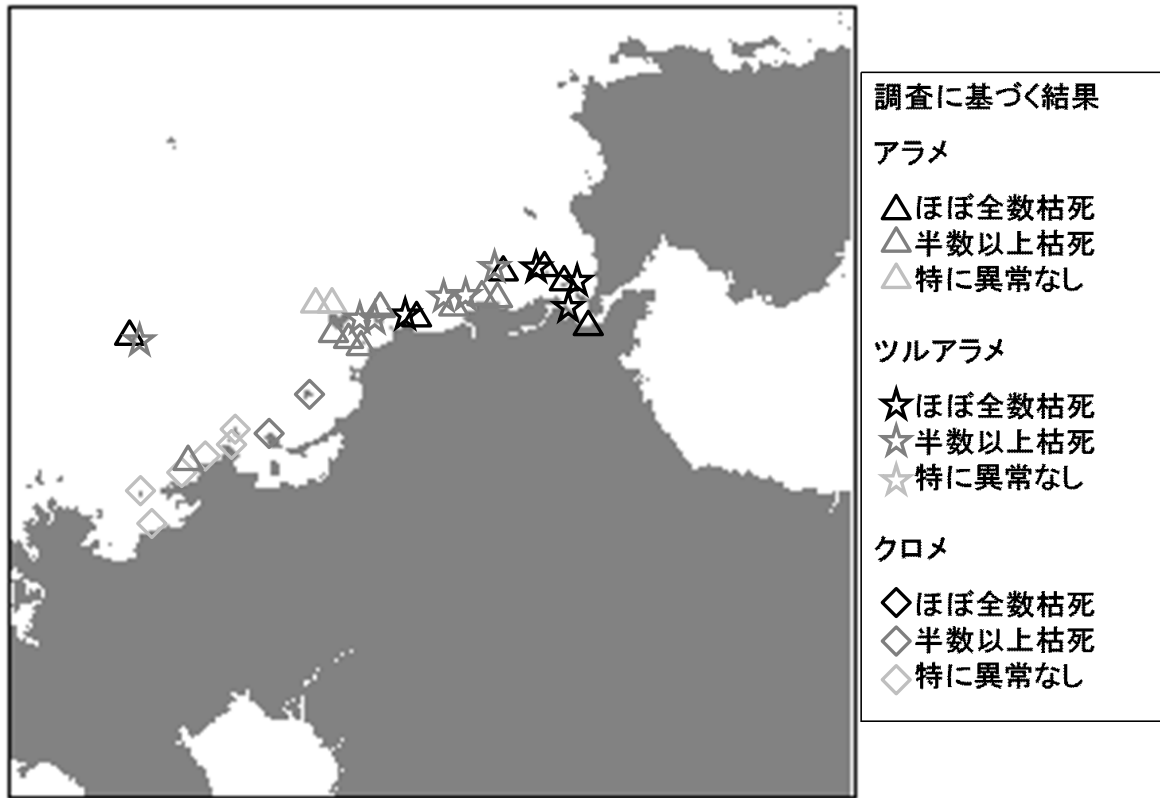 調査に基づく結果
アラメ
ほぼ全数枯死
半数以上枯死
特に異常なし
ツルアラメ
ほぼ全数枯死
半数以上枯死
特に異常なし
クロメ
ほぼ全数枯死
半数以上枯死
特に異常なし